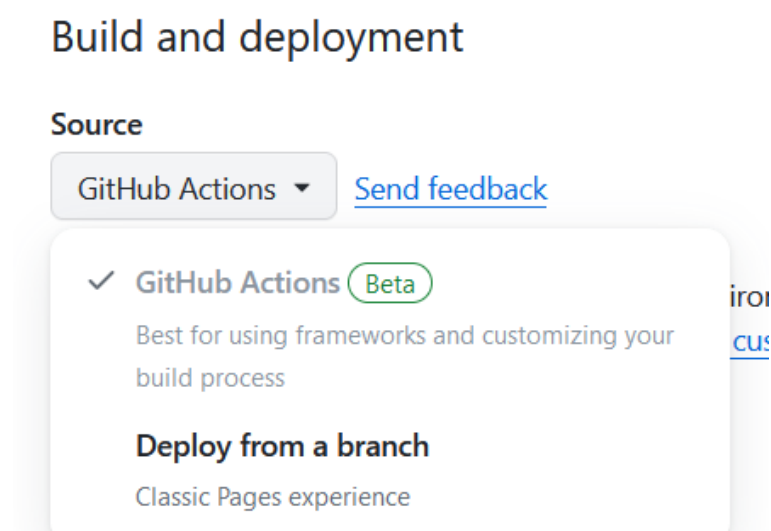 Build and deployment
Source
GitHub Actions
Send feedback
GitHub Actions Beta
Best for using frameworks and customizing your
build process
Deploy from a branch
Classic Pages experience